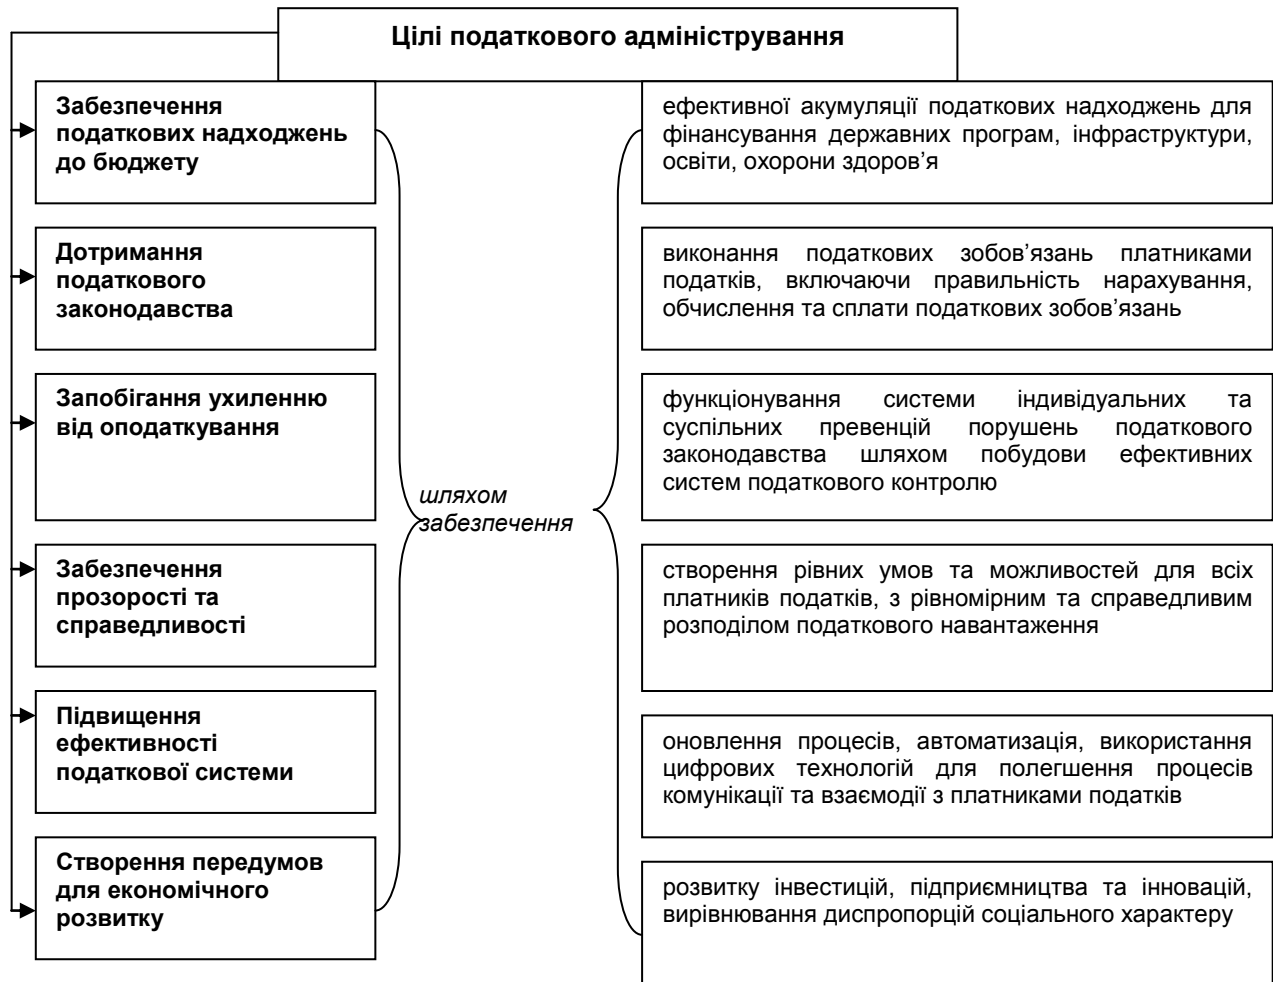 Цілі податкового адміністрування
Забезпечення
податкових надходжень
до бюджету
ефективної акумуляції податкових надходжень для
фінансування державних програм, інфраструктури,
освіти, охорони здоров’я
Дотримання
податкового
законодавства
виконання податкових зобов’язань платниками
податків, включаючи правильність нарахування,
обчислення та сплати податкових зобов’язань
Запобігання ухиленню
від оподаткування
функціонування системи індивідуальних та
суспільних превенцій порушень податкового
законодавства шляхом побудови ефективних
систем податкового контролю
шляхом
забезпечення
Забезпечення
прозорості та
справедливості
створення рівних умов та можливостей для всіх
платників податків, з рівномірним та справедливим
розподілом податкового навантаження
Підвищення
ефективності
податкової системи
оновлення процесів, автоматизація, використання
цифрових технологій для полегшення процесів
комунікації та взаємодії з платниками податків
Створення передумов
для економічного
розвитку
розвитку інвестицій, підприємництва та інновацій,
вирівнювання диспропорцій соціального характеру